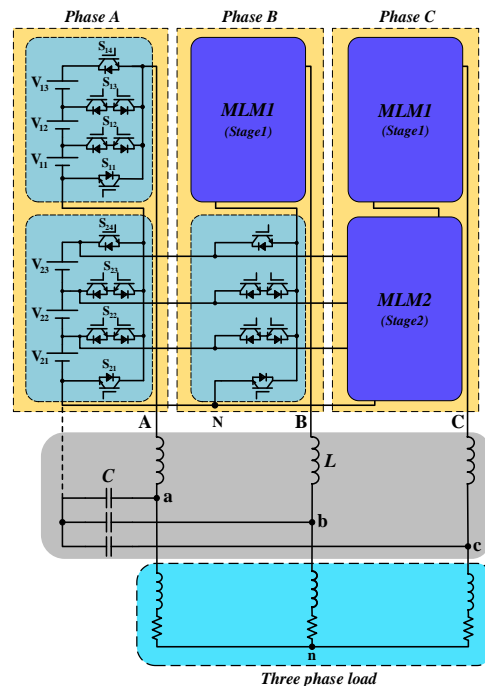 Phase A
Phase B
Phase C
S14
V13
S13
V12
S12
V11
S11
MLM1
(Stage1)
MLM1
(Stage1)
S24
V23
S23
V22
S22
V21
S21
MLM2
(Stage2)
A
N
B
C
L
C
a
b
c
n
Three phase load